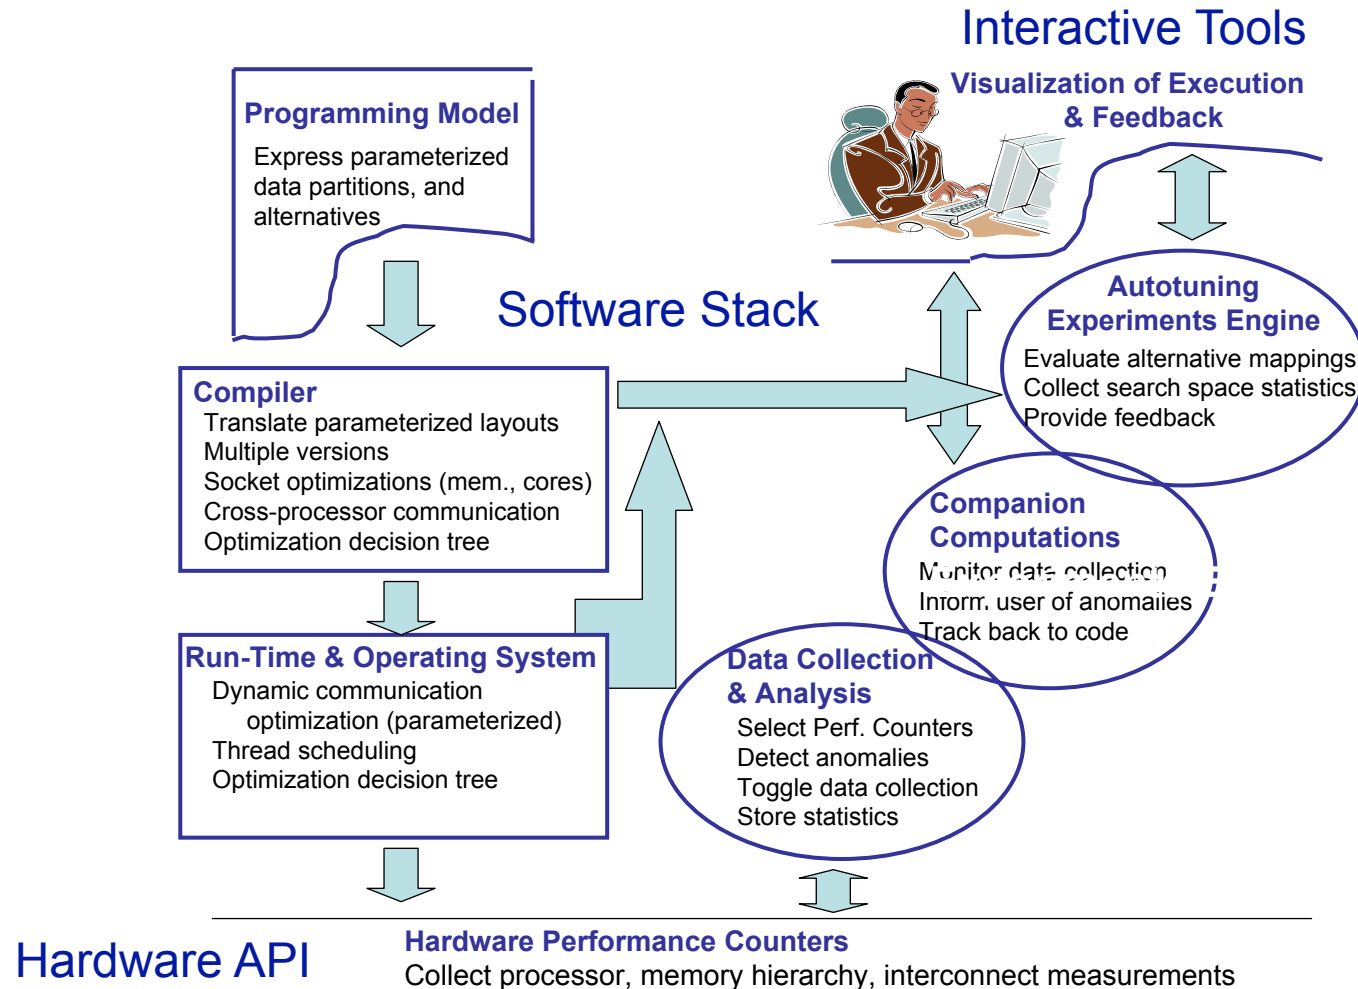 Interactive Tools
Visualization of Execution
& Feedback
Programming Model
Express parameterized
data partitions, and
alternatives
Software Stack
Autotuning
Experiments Engine
Evaluate alternative mappings
Collect search space statistics
Provide feedback
Compiler
Translate parameterized layouts
Multiple versions
Socket optimizations (mem., cores)
Cross-processor communication
Optimization decision tree
Companion
Computations
Monitor data collection
Inform user of anomalies
Track back to code
Run-Time & Operating System
Dynamic communication
optimization (parameterized)
Thread scheduling
Optimization decision tree
Data Collection
& Analysis
Select Perf. Counters
Detect anomalies
Toggle data collection
Store statistics
Hardware API
Hardware Performance Counters
Collect processor, memory hierarchy, interconnect measurements